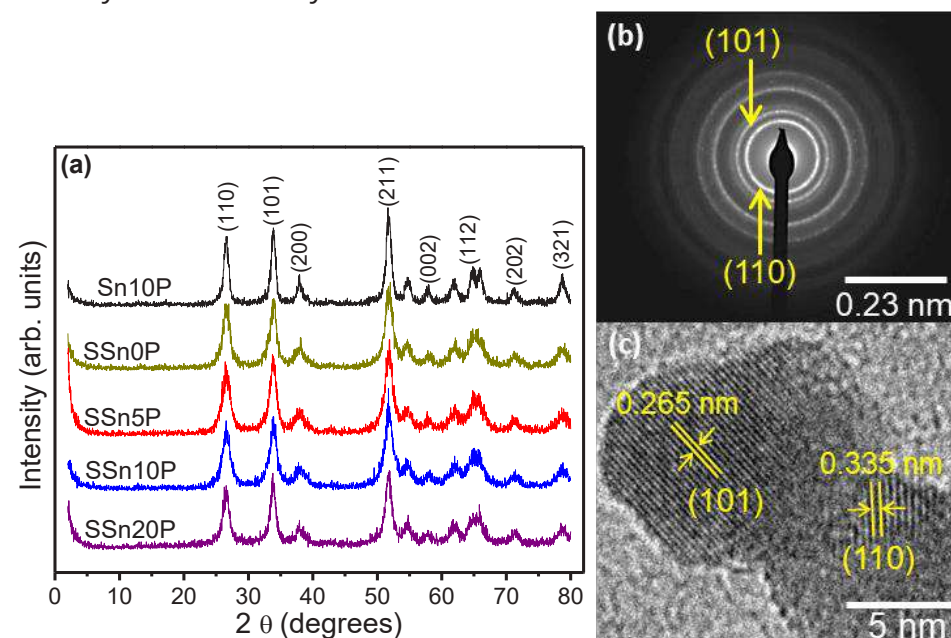 (a)
(110)
(101)
(200)
(211)
(002)
(112)
(202)
(321)
Sn10P
SSn0P
SSn5P
SSn10P
SSn20P
Intensity (arb. units)
0 10 20 30 40 50 60 70 80
2 θ (degrees)
(b)
(101)
(110)
0.23 nm
(c)
0.265 nm
(101)
0.335 nm
(110)
5 nm